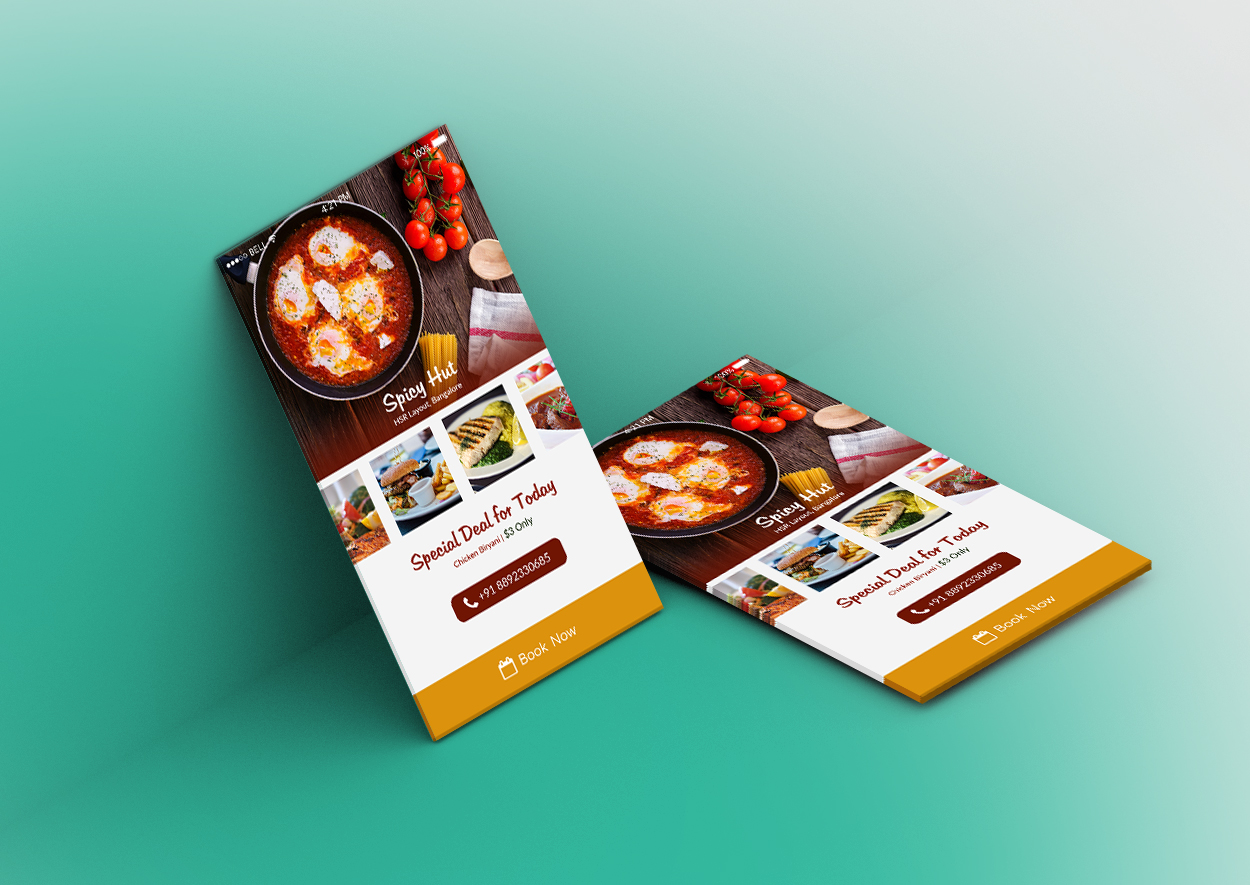 ●●●○○ BELL 4:21 PM 100%
Spicy Hut
HSR Layout, Bangalore
Special Deal for Today
Chicken Biryani | $3 Only
+91 8892330685
Book Now
4:21 PM 100%
Spicy Hut
HSR Layout, Bangalore
Special Deal for Today
Chicken Biryani | $3 Only
+91 8892330685
Book Now